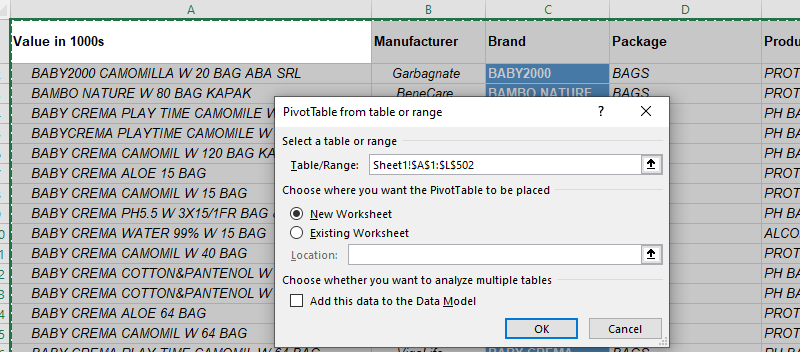 A B C D
Value in 1000s Manufacturer Brand Package Produ
BABY2000 CAMOMILLA W 20 BAG ABA SRL Garbagnate BABY2000 BAGS PROT
BAMBO NATURE W 80 BAG KAPAK BeneCare BAMBO NATURE BAGS PROT
BABY CREMA PLAY TIME CAMOMILE W PH BA
BABYCREMA PLAYTIME CAMOMILE W PH BA
BABY CREMA CAMOMIL W 120 BAG KA PH BA
BABY CREMA ALOE 15 BAG PROT
BABY CREMA CAMOMIL W 15 BAG PROT
BABY CREMA PH5.5 W 3X15/1FR BAG PH BA
BABY CREMA WATER 99% W 15 BAG ALCO
BABY CREMA CAMOMIL W 40 BAG PROT
BABY CREMA COTTON&PANTENOL W PH BA
BABY CREMA COTTON&PANTENOL W PH BA
BABY CREMA ALOE 64 BAG PROT
BABY CREMA CAMOMIL W 64 BAG PROT
BABY CREMA PLAY TIME CAMOMIL W 64 BAG BABY CREMA BAGS PH BA
PivotTable from table or range ? ×
Select a table or range
Table/Range: Sheet1!$A$1:$L$502
Choose where you want the PivotTable to be placed
New Worksheet
Existing Worksheet
Location:
Choose whether you want to analyze multiple tables
Add this data to the Data Model
OK Cancel